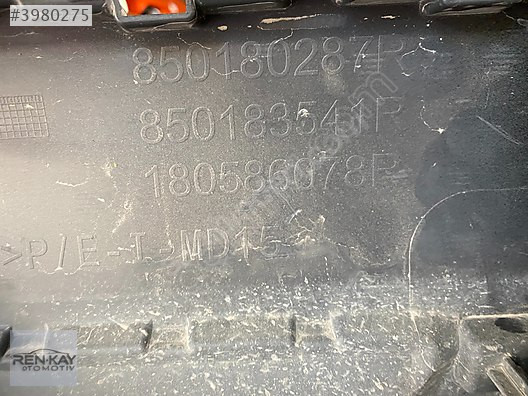 #3980275
850180287R
850183541R
180586078R
>P/E-I-MD15
REN-KAY
OTOMOTİV